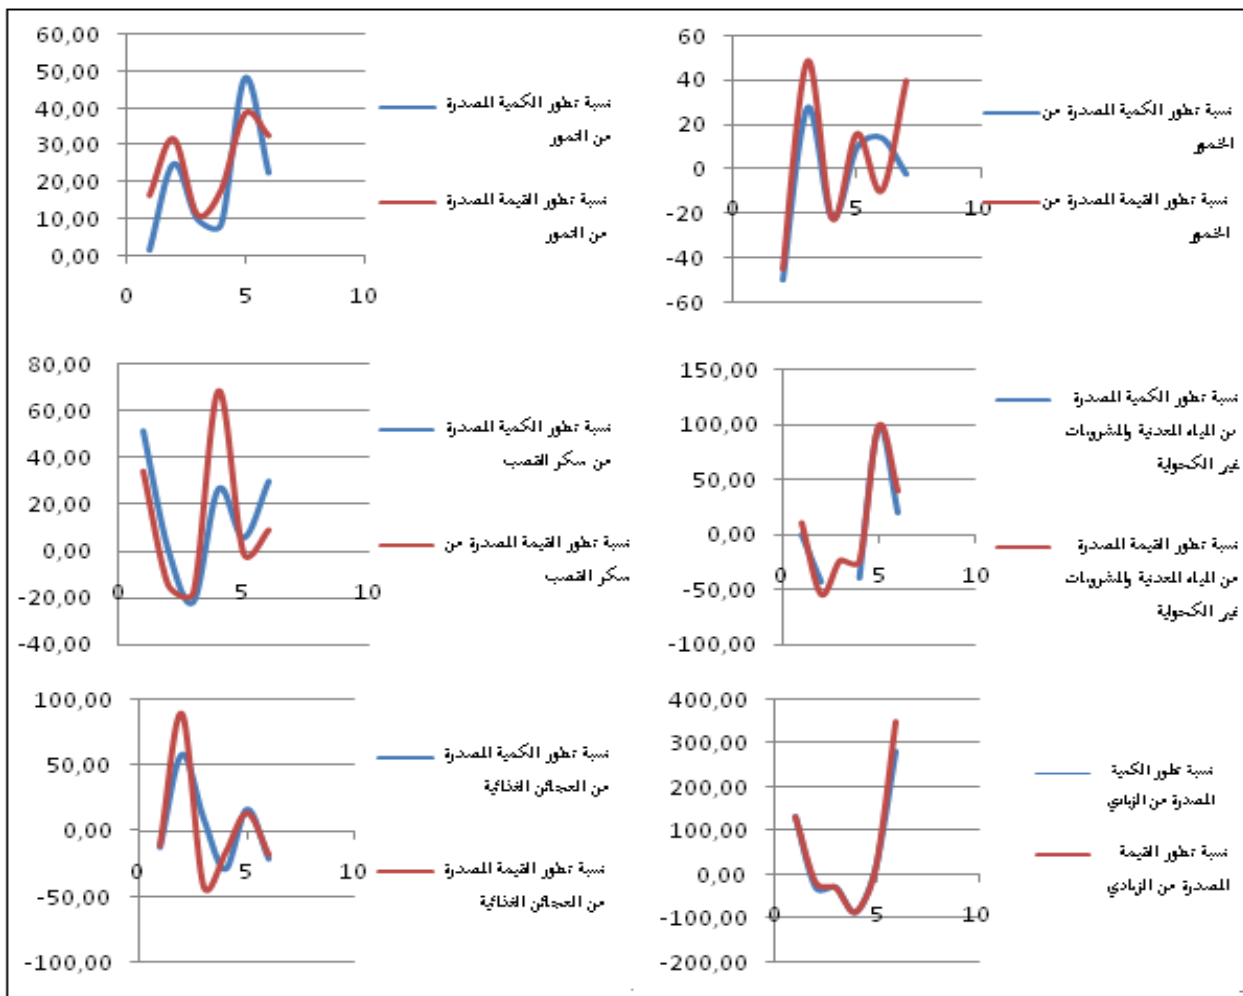 60,00
50,00
40,00
30,00
20,00
10,00
0,00
0 5 10
نسبة تطور الكمية المصدرة
من التمور
نسبة تطور القيمة المصدرة
من التمور
60
40
20
0
-20
-40
-60
0 5 10
نسبة تطور الكمية المصدرة من
الخمور
نسبة تطور القيمة المصدرة من
الخمور
80,00
60,00
40,00
20,00
0,00
-20,00
-40,00
0 5 10
نسبة تطور الكمية المصدرة
من سكر القصب
نسبة تطور القيمة المصدرة من
سكر القصب
150,00
100,00
50,00
0,00
-50,00
-100,00
0 5 10
نسبة تطور الكمية المصدرة
من المياه المعدنية والمشروبات
غير الكحولية
نسبة تطور القيمة المصدرة
من المياه المعدنية والمشروبات
غير الكحولية
100,00
50,00
0,00
-50,00
-100,00
0 5 10
نسبة تطور الكمية المصدرة
من العجائن الغذائية
نسبة تطور القيمة المصدرة
من العجائن الغذائية
400,00
300,00
200,00
100,00
0,00
-100,00
-200,00
0 5 10
نسبة تطور الكمية
المصدرة من الزبادي
نسبة تطور القيمة
المصدرة من الزبادي